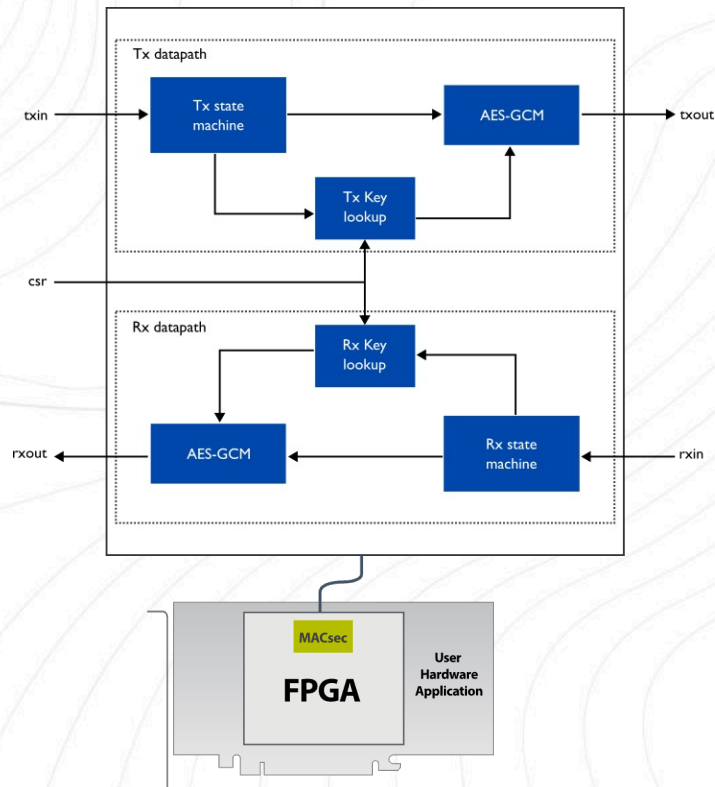 Tx datapath
txin
Tx state
machine
AES-GCM
txout
Tx Key
lookup
csr
Rx datapath
Rx Key
lookup
rxout
AES-GCM
Rx state
machine
rxin
MACsec
FPGA
User
Hardware
Application